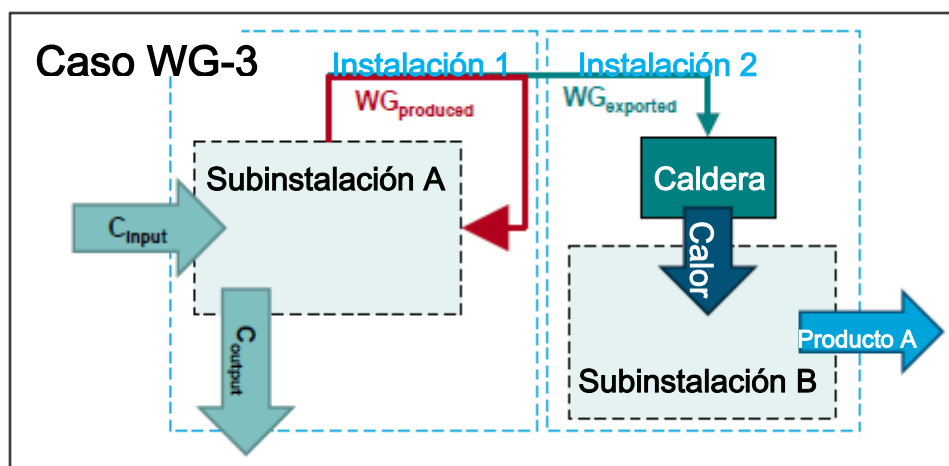 Caso WG-3
Instalación 1
Instalación 2
WGproduced
WGexported
Subinstalación A
Caldera
Cinput
Calor
Coutput
Producto A
Subinstalación B